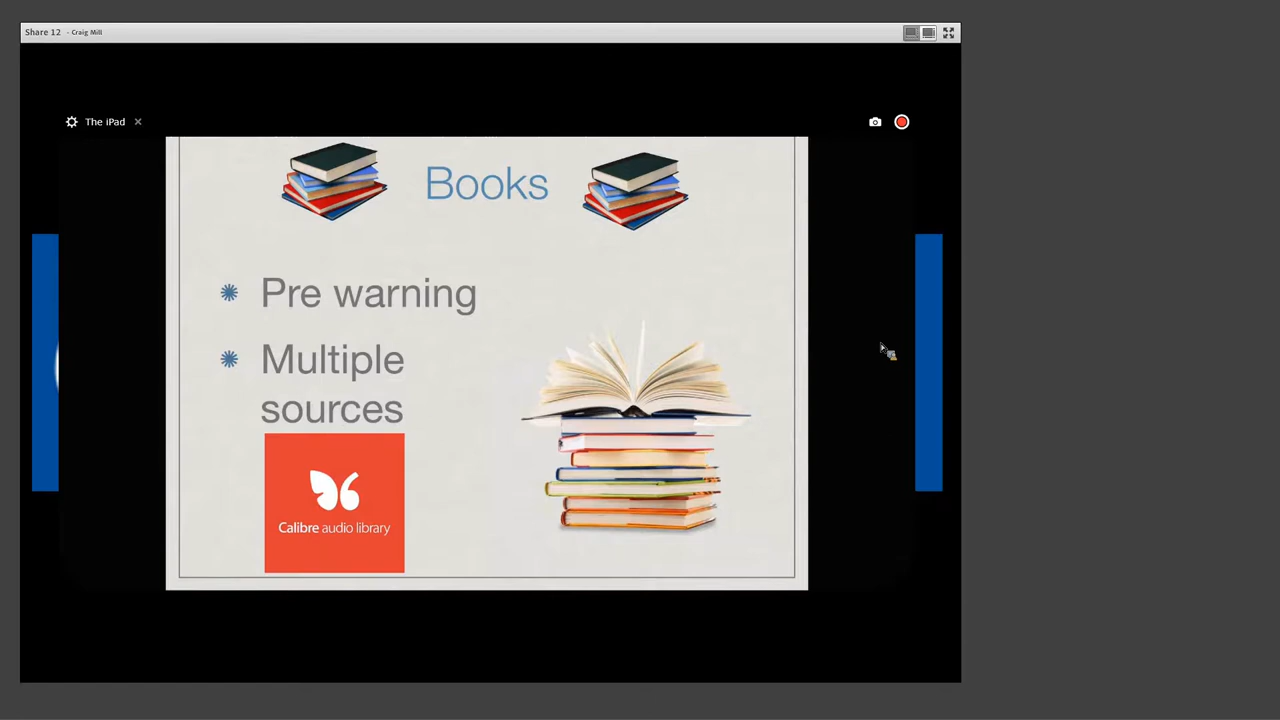 Share 12 - Craig Mill
The iPad
Books
Pre warning
Multiple
sources
Calibre audio library